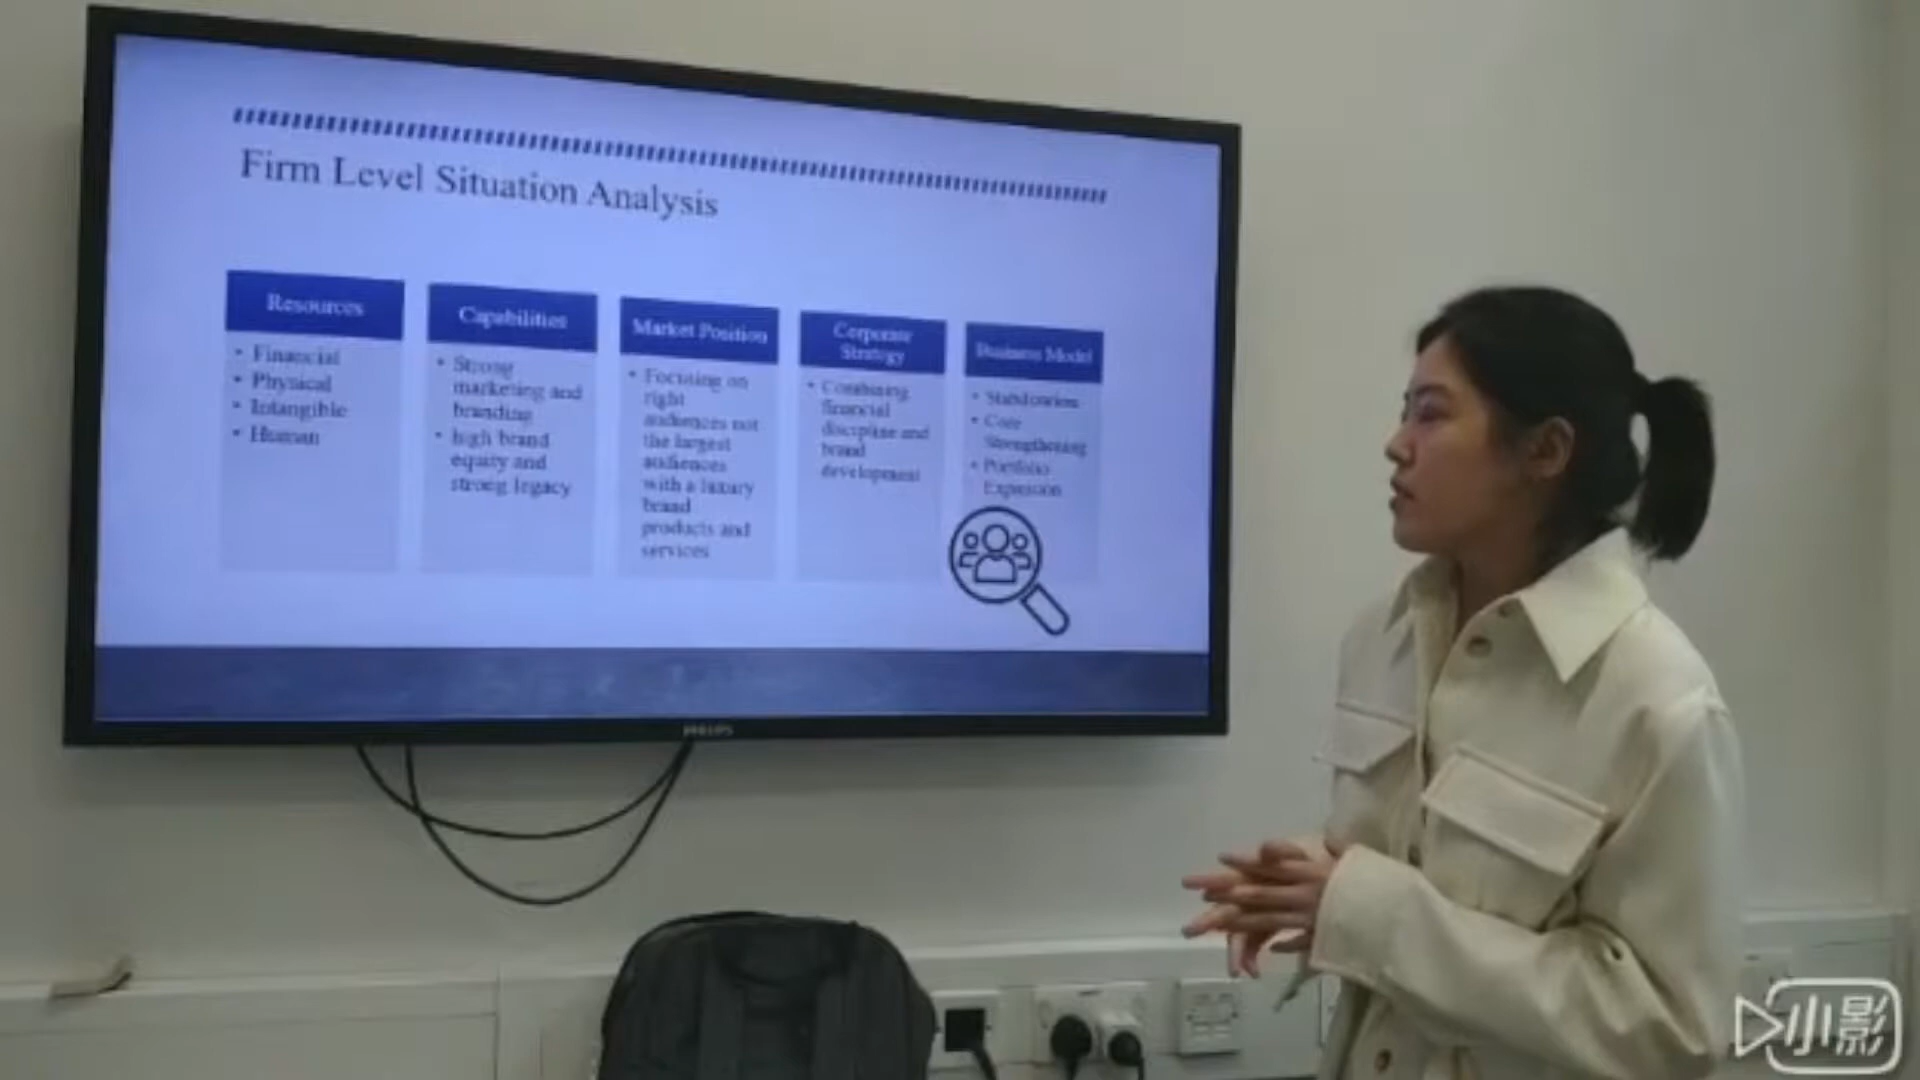 Firm Level Situation Analysis
Resources
• Financial
• Physical
• Intangible
• Human
Capabilities
• Strong
marketing and
branding
• high brand
equity and
strong legacy
Market Position
• Focusing on
right
audiences not
the largest
audiences
with a luxury
brand
products and
services
Corporate
Strategy
• Combining
financial
discipline and
brand
development
Business Model
• Core
Strengthening
• Portfolio
Expansion
PHILIPS
小影